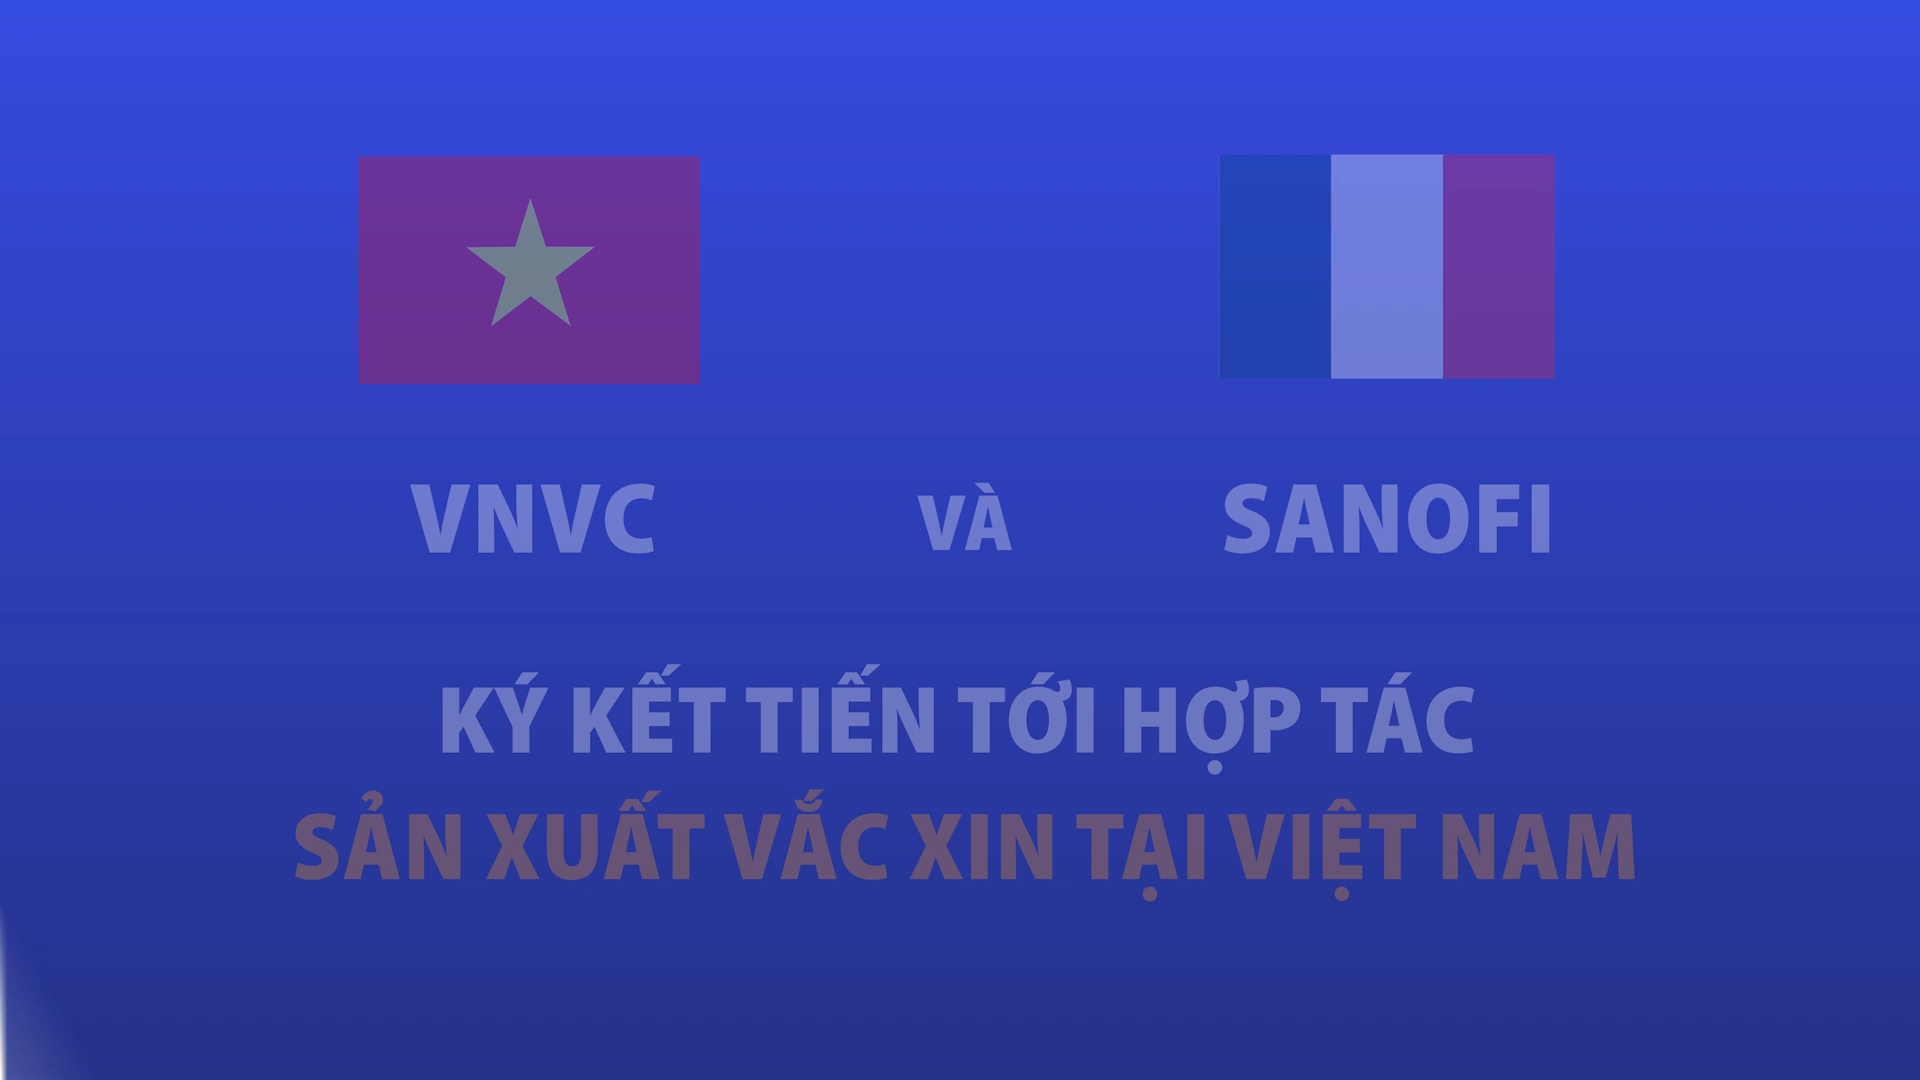 VNVC VÀ SANOFI
KÝ KẾT TIẾN TỚI HỢP TÁC
SẢN XUẤT VẮC XIN TẠI VIỆT NAM